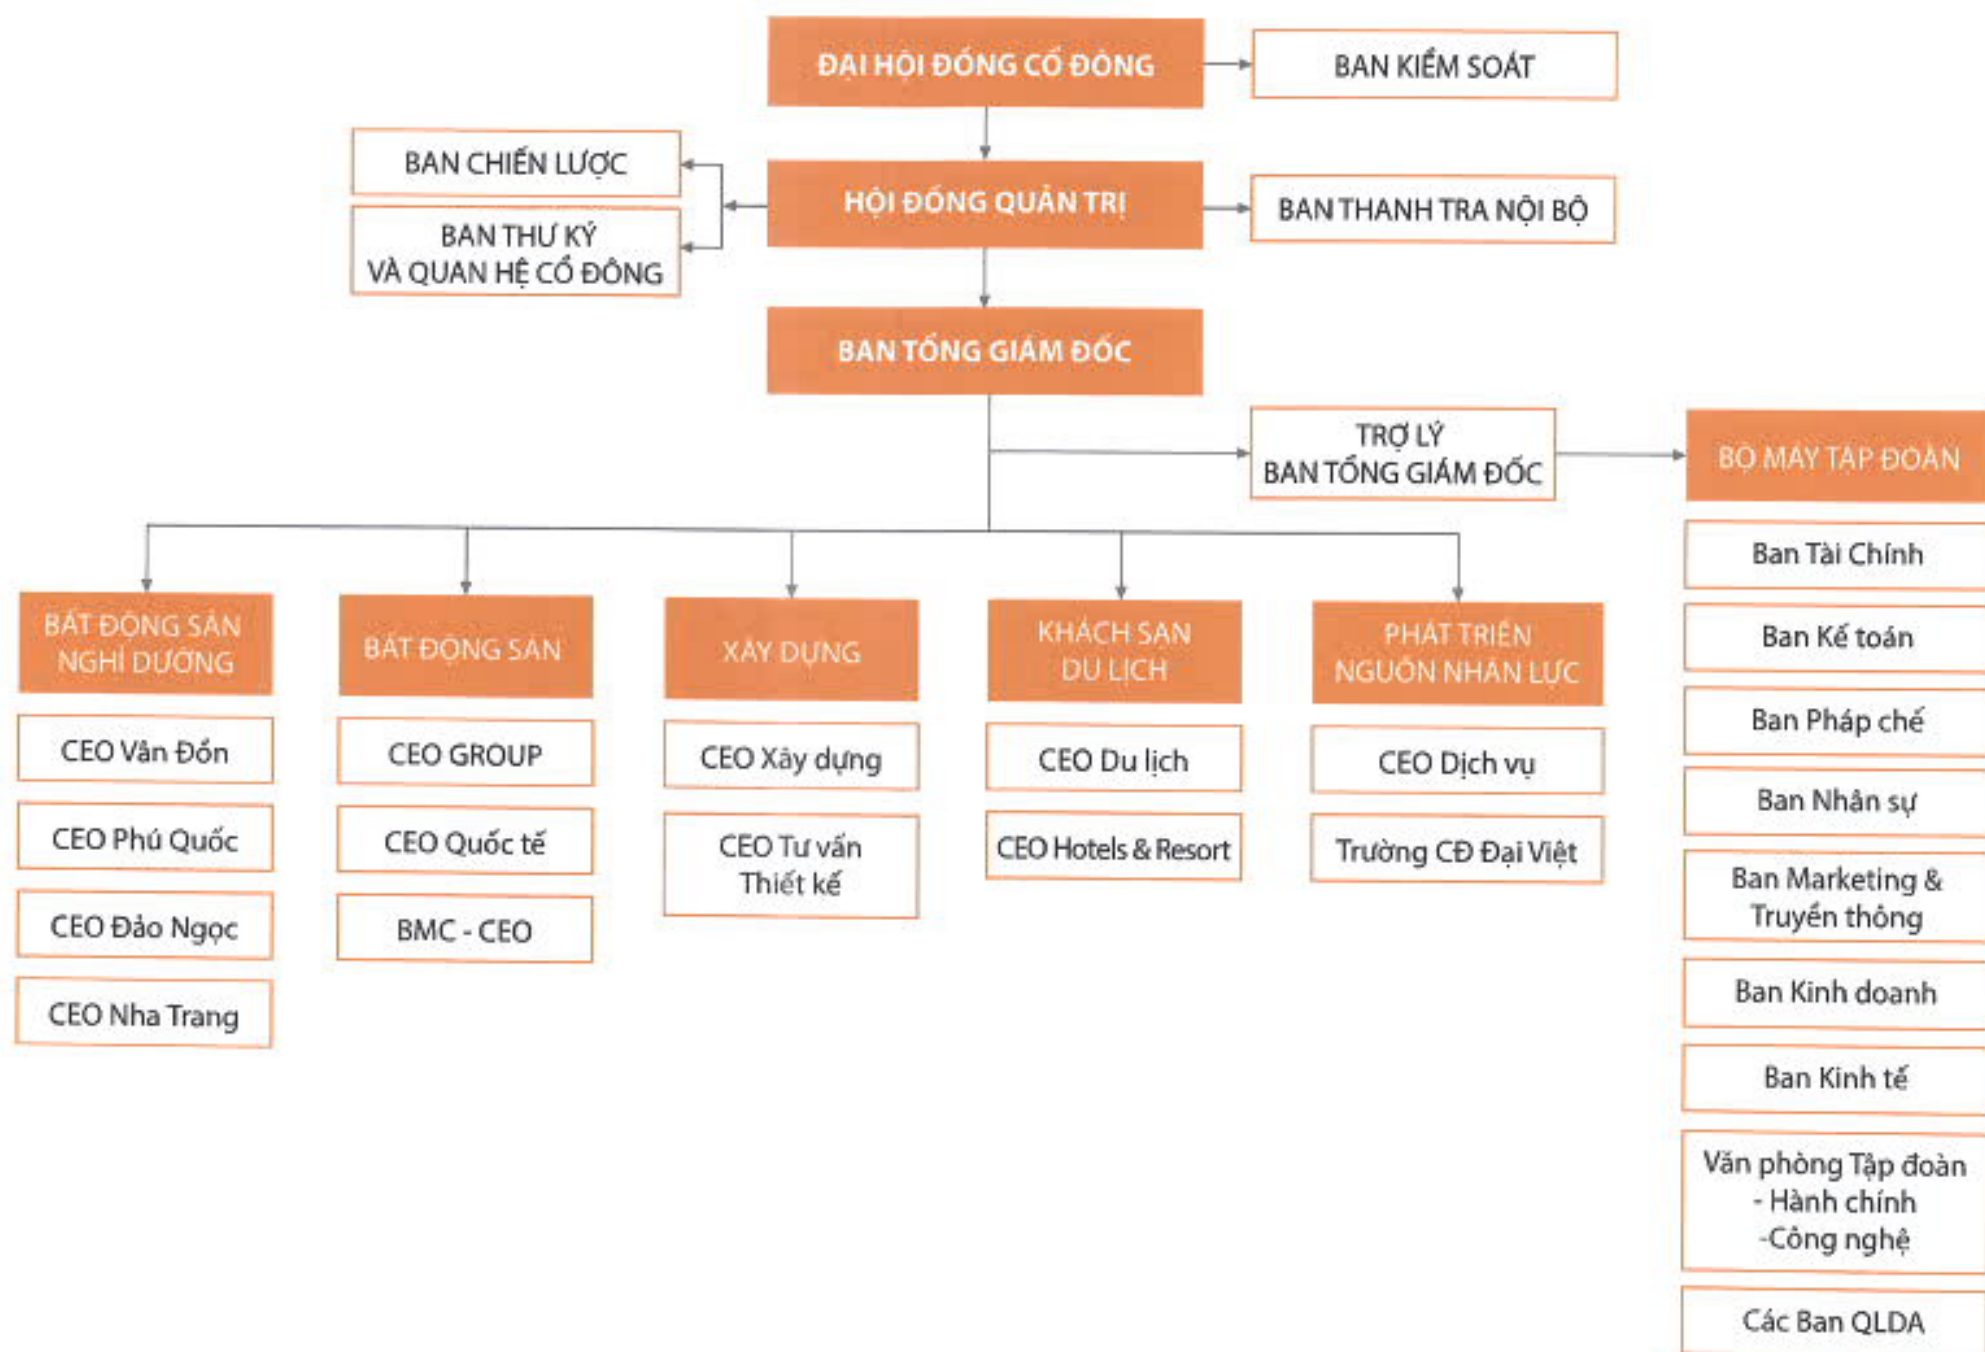 ĐẠI HỘI ĐỒNG CỔ ĐÔNG
BAN KIỂM SOÁT
BAN CHIẾN LƯỢC
HỘI ĐỒNG QUẢN TRỊ
BAN THANH TRA NỘI BỘ
BAN THƯ KÝ
VÀ QUAN HỆ CỔ ĐÔNG
BAN TỔNG GIÁM ĐỐC
TRỢ LÝ
BAN TỔNG GIÁM ĐỐC
BỘ MÁY TẬP ĐOÀN
BẤT ĐỘNG SẢN
NGHỈ DƯỠNG
CEO Vân Đồn
CEO Phú Quốc
CEO Đảo Ngọc
CEO Nha Trang
BẤT ĐỘNG SẢN
CEO GROUP
CEO Quốc tế
BMC - CEO
XÂY DỰNG
CEO Xây dựng
CEO Tư vấn
Thiết kế
KHÁCH SẠN
DU LỊCH
CEO Du lịch
CEO Hotels & Resort
PHÁT TRIỂN
NGUỒN NHÂN LỰC
CEO Dịch vụ
Trường CĐ Đại Việt
Ban Tài Chính
Ban Kế toán
Ban Pháp chế
Ban Nhân sự
Ban Marketing &
Truyền thông
Ban Kinh doanh
Ban Kinh tế
Văn phòng Tập đoàn
- Hành chính
-Công nghệ
Các Ban QLDA